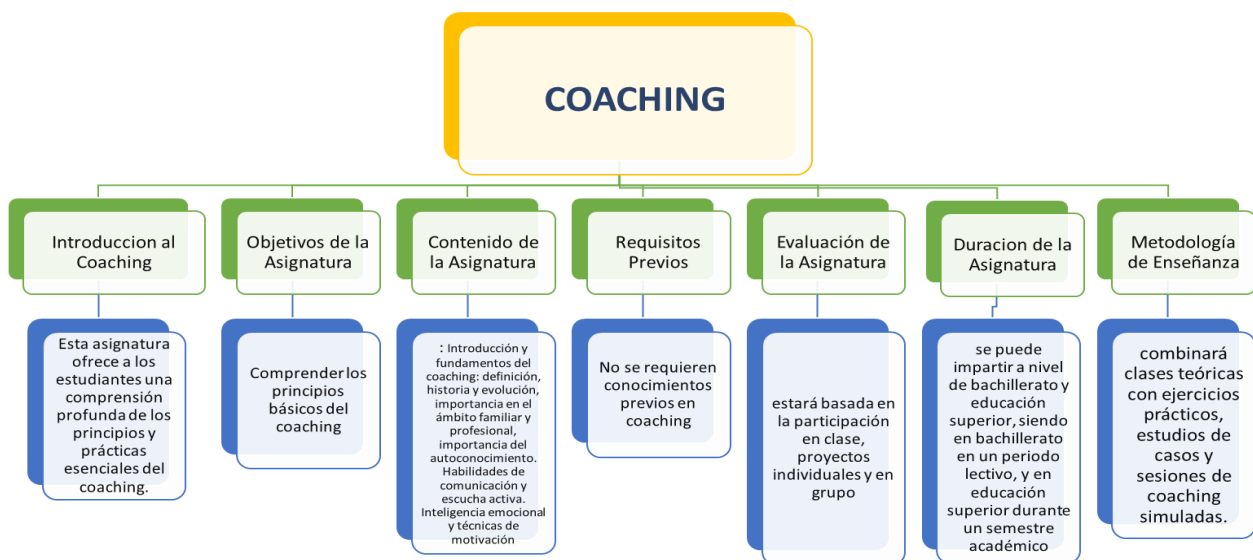 COACHING
Introduccion al
Coaching
Objetivos de la
Asignatura
Contenido de
la Asignatura
Requisitos
Previos
Evaluación de
la Asignatura
Duracion de la
Asignatura
Metodología
de Enseñanza
Esta asignatura
ofrece a los
estudiantes una
comprensión
profunda de los
principios y
prácticas
esenciales del
coaching.
Comprender los
principios
básicos del
coaching
: Introducción y
fundamentos del
coaching: definición,
historia y evolución,
importancia en el
ámbito familiar y
profesional,
importancia del
autoconocimiento.
Habilidades de
comunicación y
escucha activa.
Inteligencia emocional
y técnicas de
motivación
No se requieren
conocimientos
previos en
coaching
estará basada en
la participación
en clase,
proyectos
individuales y en
grupo
se puede
impartir a nivel
de bachillerato y
educación
superior, siendo
en bachillerato
en un periodo
lectivo, y en
educación
superior durante
un semestre
académico
combinará
clases teóricas
con ejercicios
prácticos,
estudios de
casos y
sesiones de
coaching
simuladas.